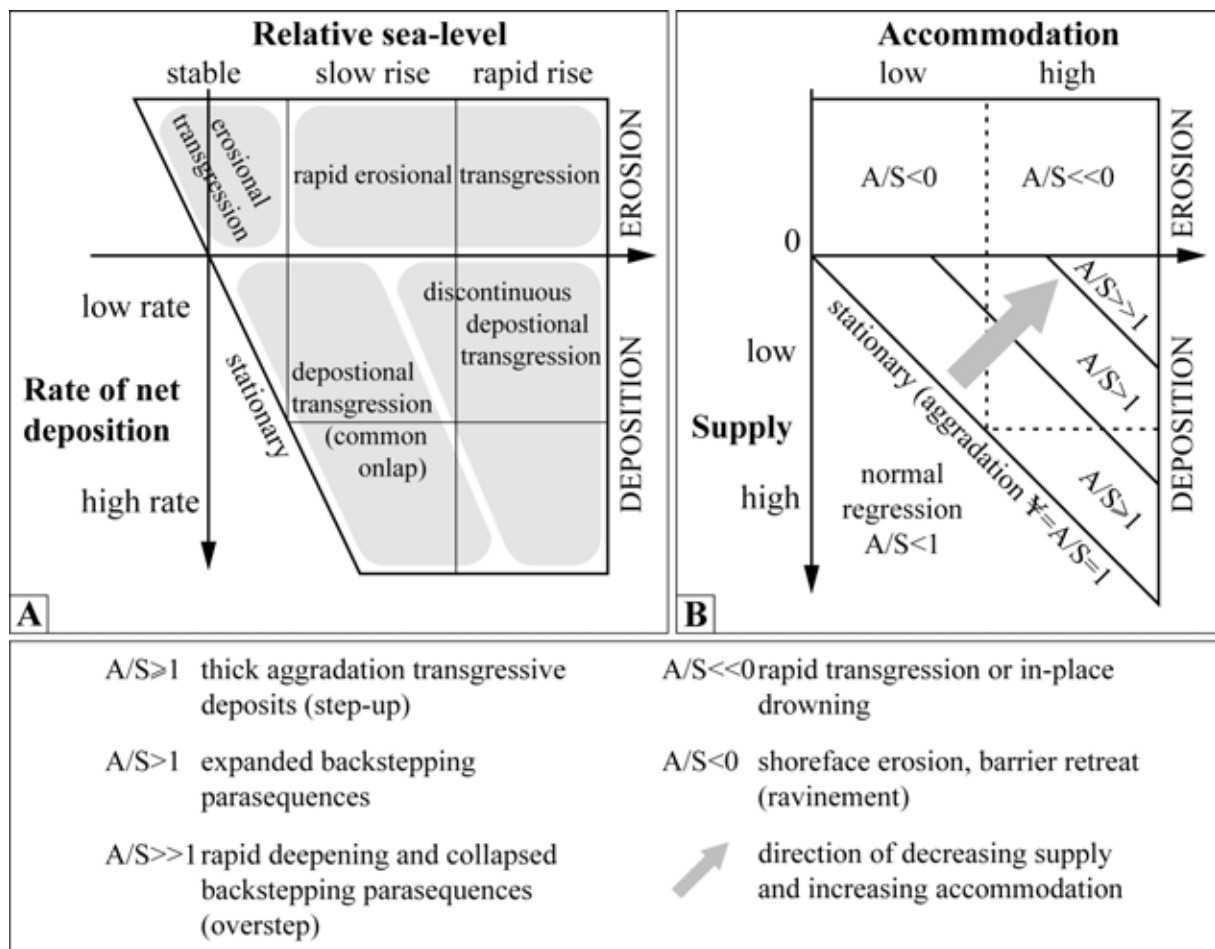 Relative sea-level
stable
slow rise
rapid rise
erosional
transgression
rapid erosional
transgression
EROSION
low rate
Rate of net
deposition
high rate
stationary
discontinuous
depostional
transgression
depostional
transgression
(common
onlap)
DEPOSITION
A
Accommodation
low
high
A/S<0
A/S<<0
EROSION
0
low
Supply
high
stationary (aggradation ¥=A/S=1
A/S>>1
A/S>1
A/S⩾1
normal
regression
A/S<1
DEPOSITION
B
A/S⩾1 thick aggradation transgressive
deposits (step-up)
A/S>1 expanded backstepping
parasequences
A/S>>1 rapid deepening and collapsed
backstepping parasequences
(overstep)
A/S<<0 rapid transgression or in-place
drowning
A/S<0 shoreface erosion, barrier retreat
(ravinement)
direction of decreasing supply
and increasing accommodation